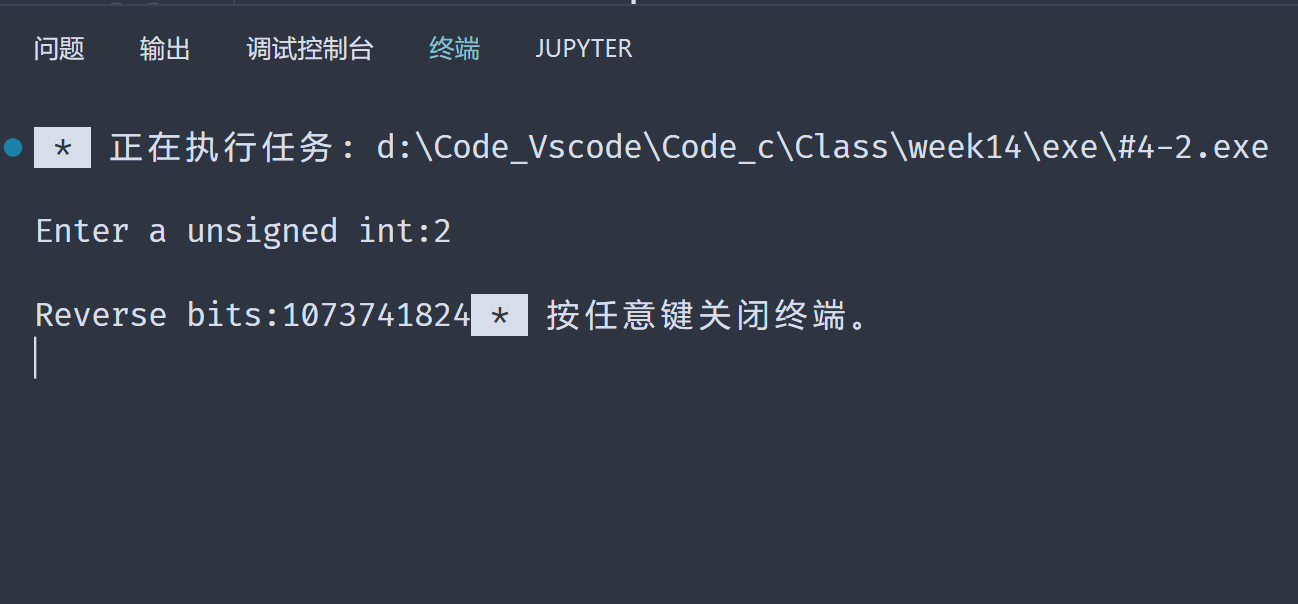 问题 输出 调试控制台 终端 JUPYTER
* 正在执行任务: d:\Code_Vscode\Code_c\Class\week14\exe\#4-2.exe
Enter a unsigned int:2
Reverse bits:1073741824 * 按任意键关闭终端。